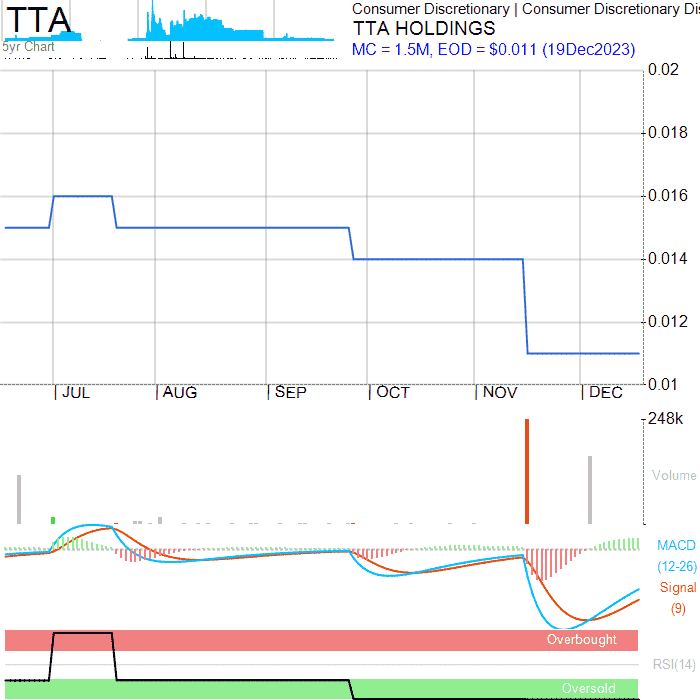 TTA
5yr Chart
Consumer Discretionary | Consumer Discretionary Dis
TTA HOLDINGS
MC = 1.5M, EOD = $0.011 (19Dec2023)
0.02
0.018
0.016
0.014
0.012
0.01
JUL AUG SEP OCT NOV DEC
248k
Volume
MACD
(12-26)
Signal
(9)
Overbought
RSI(14)
Oversold